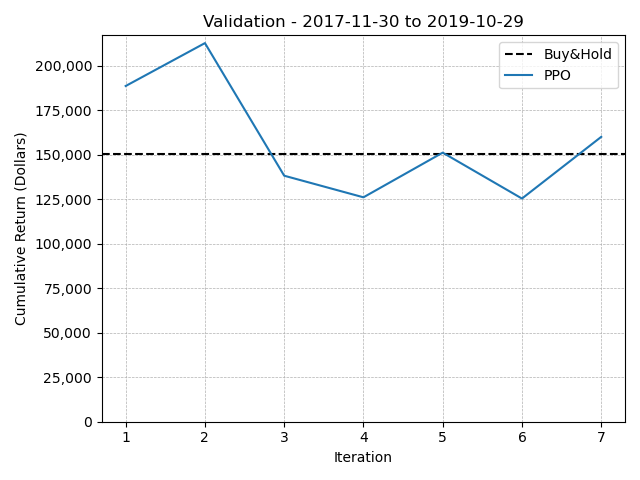 Validation - 2017-11-30 to 2019-10-29
Buy&Hold
PPO
Cumulative Return (Dollars)
200,000
175,000
150,000
125,000
100,000
75,000
50,000
25,000
0
1 2 3 4 5 6 7
Iteration